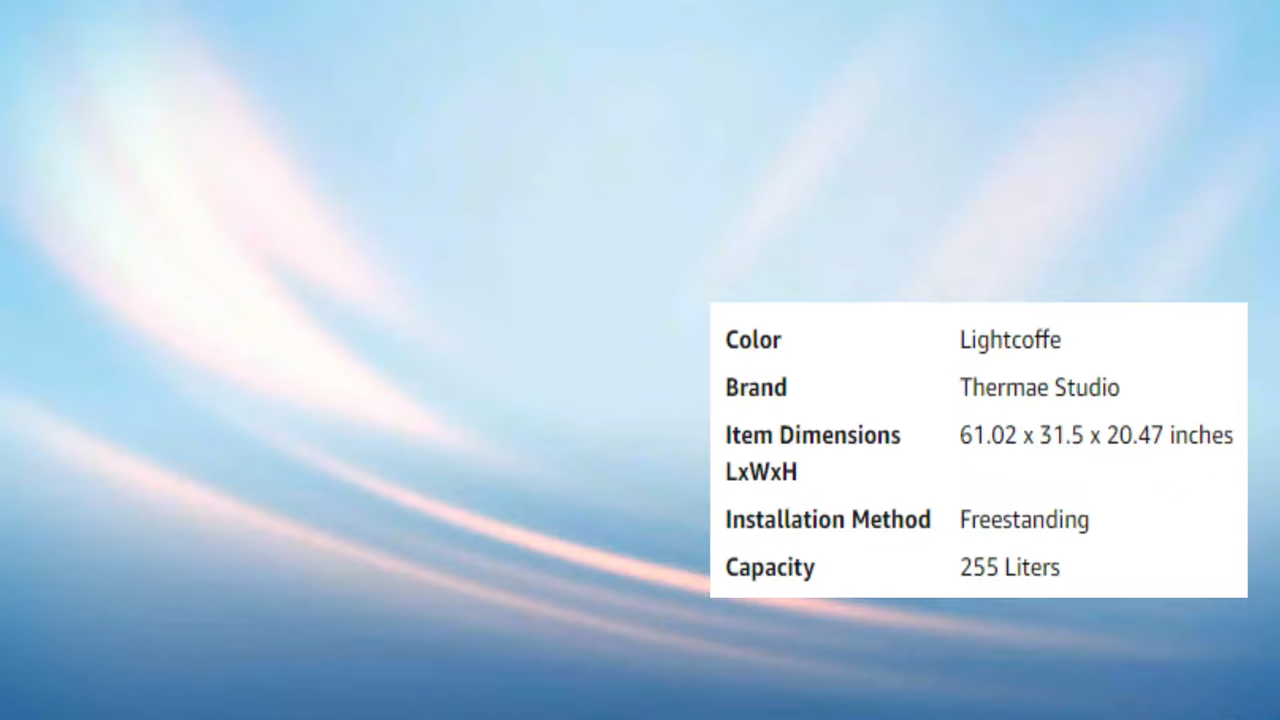 Color Lightcoffe
Brand Thermae Studio
Item Dimensions 61.02 x 31.5 x 20.47 inches
LxWxH
Installation Method Freestanding
Capacity 255 Liters